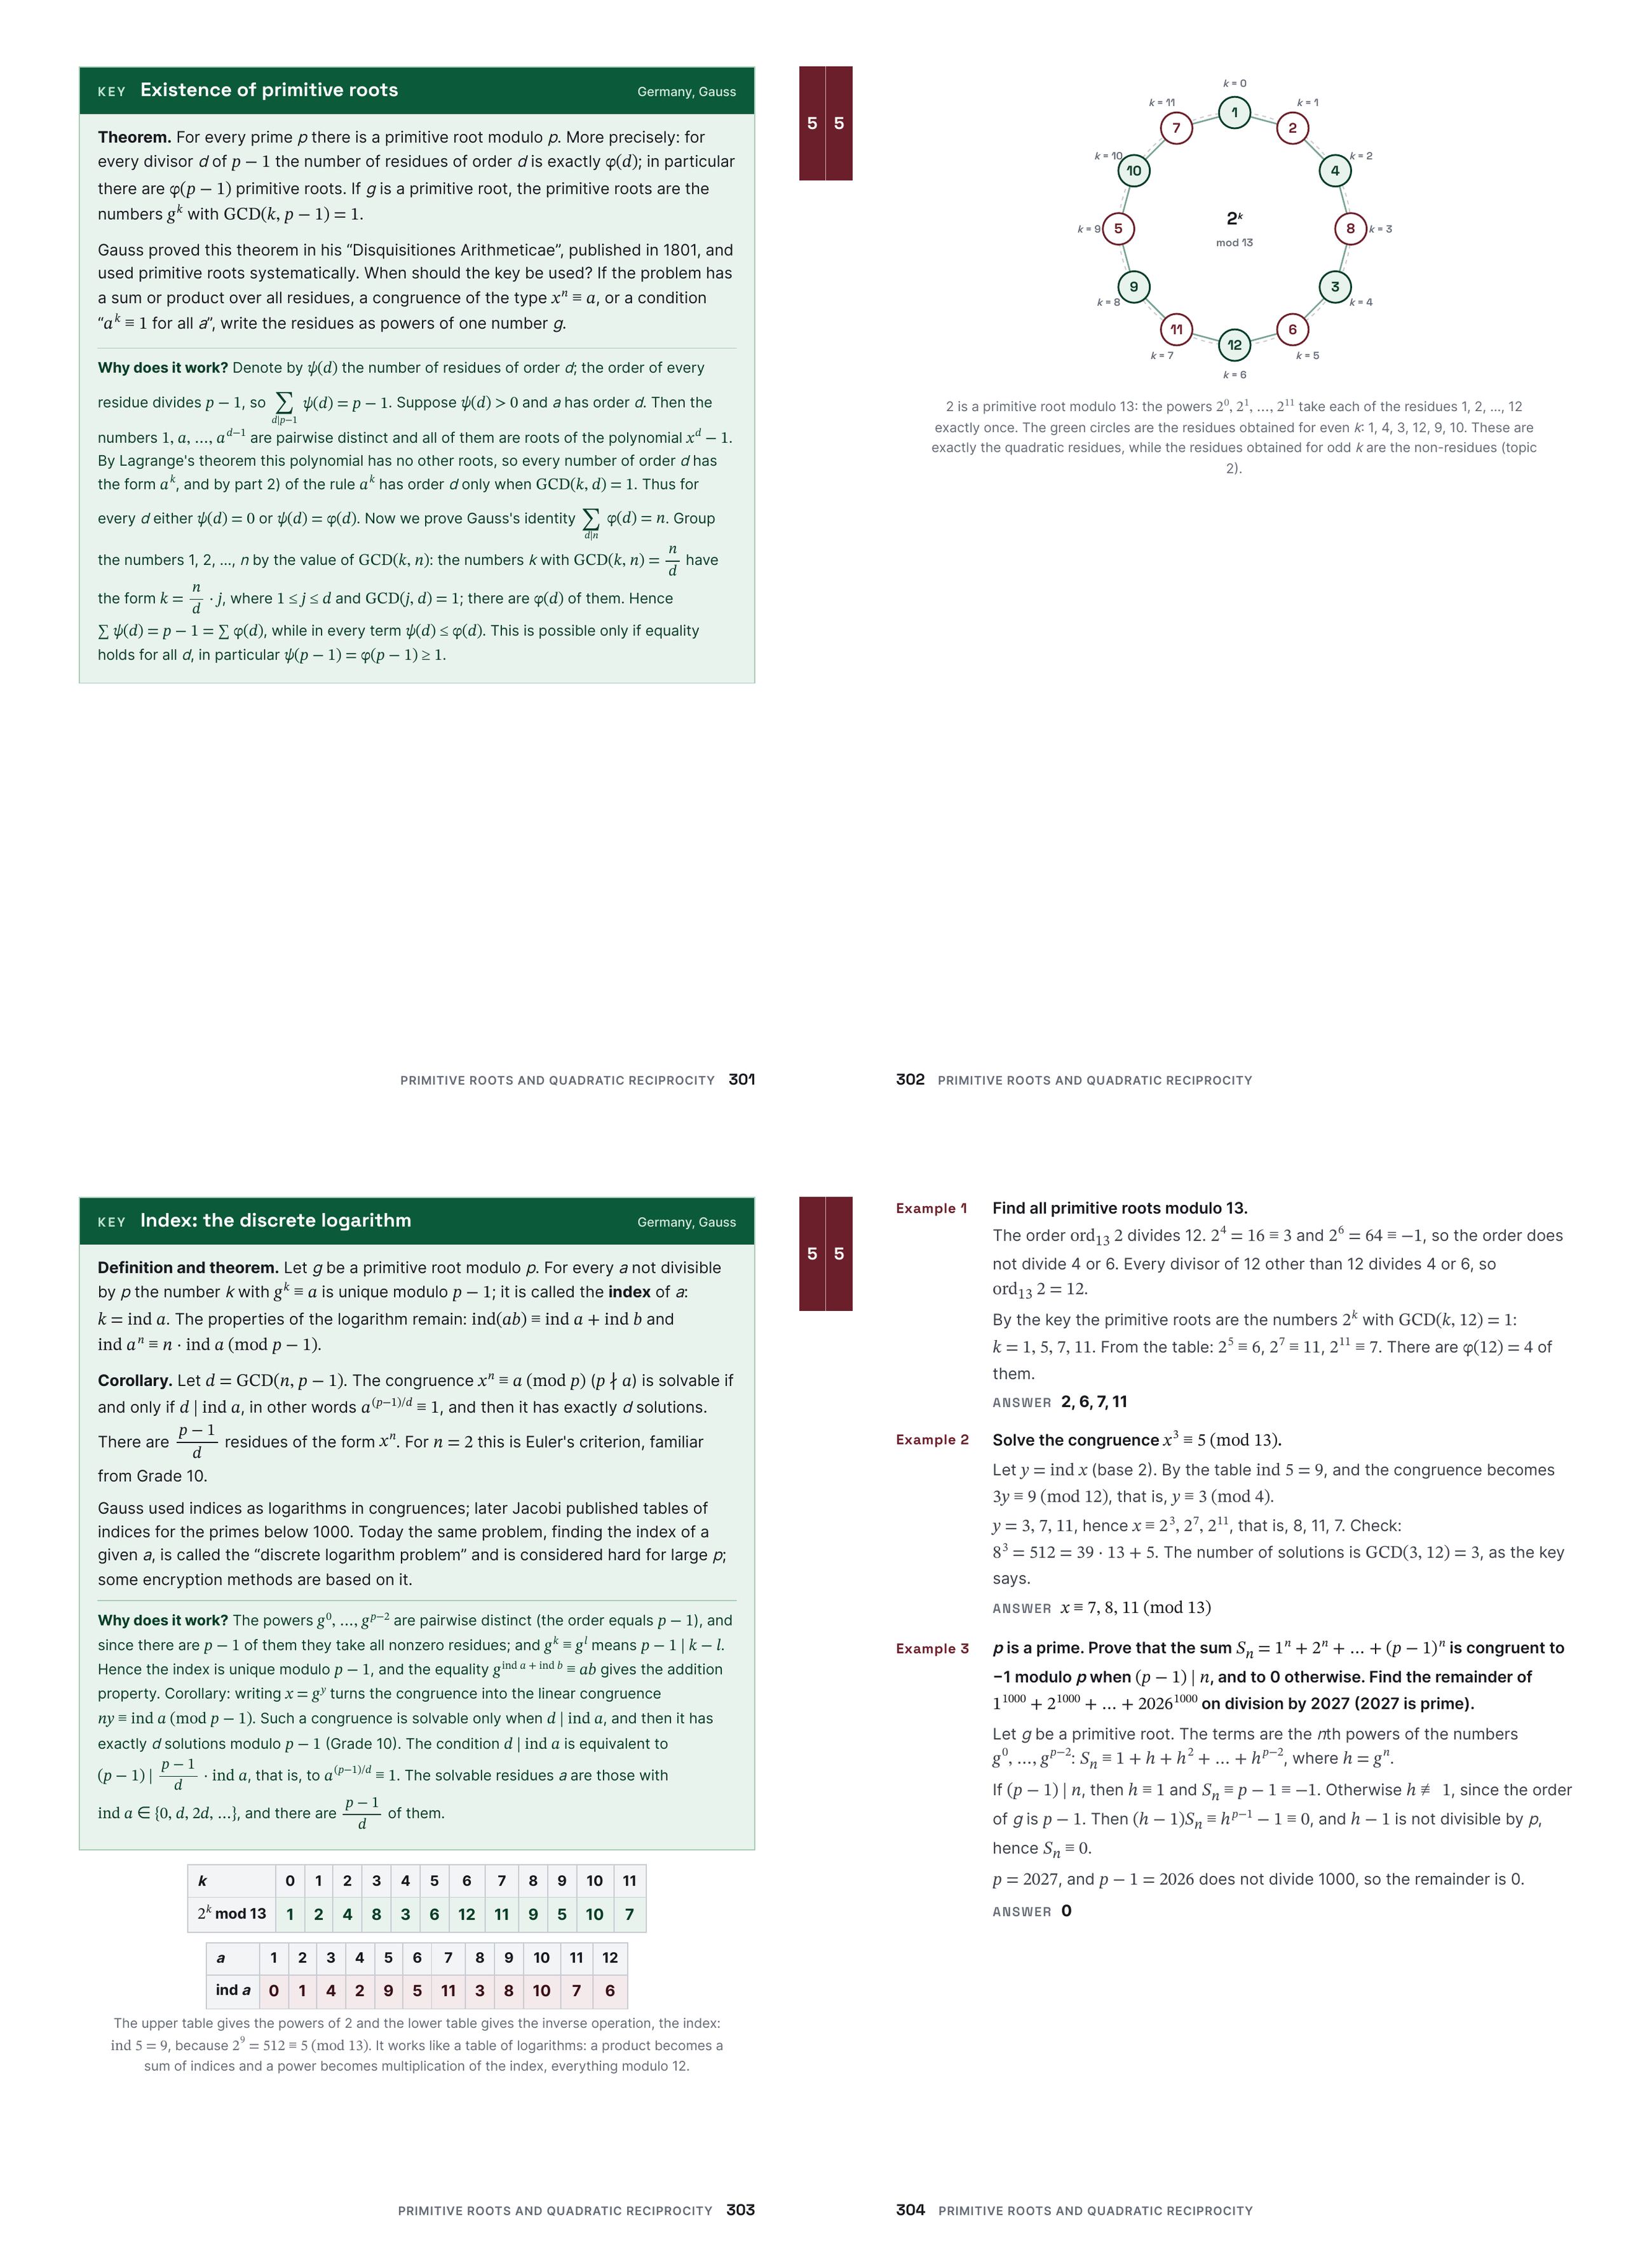 KEY Existence of primitive roots Germany, Gauss
Theorem. For every prime p there is a primitive root modulo p. More precisely: for
every divisor d of p − 1 the number of residues of order d is exactly φ(d); in particular
there are φ(p − 1) primitive roots. If g is a primitive root, the primitive roots are the
numbers g^k with GCD(k, p − 1) = 1.
Gauss proved this theorem in his “Disquisitiones Arithmeticae”, published in 1801, and
used primitive roots systematically. When should the key be used? If the problem has
a sum or product over all residues, a congruence of the type x^n ≡ a, or a condition
“a^k ≡ 1 for all a”, write the residues as powers of one number g.
Why does it work? Denote by ψ(d) the number of residues of order d; the order of every
residue divides p − 1, so ∑_{d|p−1} ψ(d) = p − 1. Suppose ψ(d) > 0 and a has order d. Then the
numbers 1, a, …, a^{d−1} are pairwise distinct and all of them are roots of the polynomial x^d − 1.
By Lagrange's theorem this polynomial has no other roots, so every number of order d has
the form a^k, and by part 2) of the rule a^k has order d only when GCD(k, d) = 1. Thus for
every d either ψ(d) = 0 or ψ(d) = φ(d). Now we prove Gauss's identity ∑_{d|n} φ(d) = n. Group
the numbers 1, 2, …, n by the value of GCD(k, n): the numbers k with GCD(k, n) = n/d have
the form k = n/d · j, where 1 ≤ j ≤ d and GCD(j, d) = 1; there are φ(d) of them. Hence
∑ ψ(d) = p − 1 = ∑ φ(d), while in every term ψ(d) ≤ φ(d). This is possible only if equality
holds for all d, in particular ψ(p − 1) = φ(p − 1) ≥ 1.
PRIMITIVE ROOTS AND QUADRATIC RECIPROCITY 301
5 5
k = 0
1
k = 1
2
k = 2
4
k = 3
8
k = 4
3
k = 5
6
k = 6
12
k = 7
11
k = 8
9
k = 9
5
k = 10
10
k = 11
7
2^k
mod 13
2 is a primitive root modulo 13: the powers 2^0, 2^1, …, 2^11 take each of the residues 1, 2, …, 12
exactly once. The green circles are the residues obtained for even k: 1, 4, 3, 12, 9, 10. These are
exactly the quadratic residues, while the residues obtained for odd k are the non-residues (topic
2).
302 PRIMITIVE ROOTS AND QUADRATIC RECIPROCITY
KEY Index: the discrete logarithm Germany, Gauss
Definition and theorem. Let g be a primitive root modulo p. For every a not divisible
by p the number k with g^k ≡ a is unique modulo p − 1; it is called the index of a:
k = ind a. The properties of the logarithm remain: ind(ab) ≡ ind a + ind b and
ind a^n ≡ n · ind a (mod p − 1).
Corollary. Let d = GCD(n, p − 1). The congruence x^n ≡ a (mod p) (p ∤ a) is solvable if
and only if d | ind a, in other words a^{(p−1)/d} ≡ 1, and then it has exactly d solutions.
There are (p − 1)/d residues of the form x^n. For n = 2 this is Euler's criterion, familiar
from Grade 10.
Gauss used indices as logarithms in congruences; later Jacobi published tables of
indices for the primes below 1000. Today the same problem, finding the index of a
given a, is called the “discrete logarithm problem” and is considered hard for large p;
some encryption methods are based on it.
Why does it work? The powers g^0, …, g^{p−2} are pairwise distinct (the order equals p − 1), and
since there are p − 1 of them they take all nonzero residues; and g^k ≡ g^l means p − 1 | k − l.
Hence the index is unique modulo p − 1, and the equality g^{ind a + ind b} ≡ ab gives the addition
property. Corollary: writing x = g^y turns the congruence into the linear congruence
ny ≡ ind a (mod p − 1). Such a congruence is solvable only when d | ind a, and then it has
exactly d solutions modulo p − 1 (Grade 10). The condition d | ind a is equivalent to
(p − 1) | (p − 1)/d · ind a, that is, to a^{(p−1)/d} ≡ 1. The solvable residues a are those with
ind a ∈ {0, d, 2d, …}, and there are (p − 1)/d of them.
k 0 1 2 3 4 5 6 7 8 9 10 11
2^k mod 13 1 2 4 8 3 6 12 11 9 5 10 7
a 1 2 3 4 5 6 7 8 9 10 11 12
ind a 0 1 4 2 9 5 11 3 8 10 7 6
The upper table gives the powers of 2 and the lower table gives the inverse operation, the index:
ind 5 = 9, because 2^9 = 512 ≡ 5 (mod 13). It works like a table of logarithms: a product becomes a
sum of indices and a power becomes multiplication of the index, everything modulo 12.
PRIMITIVE ROOTS AND QUADRATIC RECIPROCITY 303
5 5
Example 1 Find all primitive roots modulo 13.
The order ord_13 2 divides 12. 2^4 = 16 ≡ 3 and 2^6 = 64 ≡ −1, so the order does
not divide 4 or 6. Every divisor of 12 other than 12 divides 4 or 6, so
ord_13 2 = 12.
By the key the primitive roots are the numbers 2^k with GCD(k, 12) = 1:
k = 1, 5, 7, 11. From the table: 2^5 ≡ 6, 2^7 ≡ 11, 2^11 ≡ 7. There are φ(12) = 4 of
them.
ANSWER 2, 6, 7, 11
Example 2 Solve the congruence x^3 ≡ 5 (mod 13).
Let y = ind x (base 2). By the table ind 5 = 9, and the congruence becomes
3y ≡ 9 (mod 12), that is, y ≡ 3 (mod 4).
y = 3, 7, 11, hence x ≡ 2^3, 2^7, 2^11, that is, 8, 11, 7. Check:
8^3 = 512 = 39 · 13 + 5. The number of solutions is GCD(3, 12) = 3, as the key
says.
ANSWER x ≡ 7, 8, 11 (mod 13)
Example 3 p is a prime. Prove that the sum S_n = 1^n + 2^n + … + (p − 1)^n is congruent to
−1 modulo p when (p − 1) | n, and to 0 otherwise. Find the remainder of
1^1000 + 2^1000 + … + 2026^1000 on division by 2027 (2027 is prime).
Let g be a primitive root. The terms are the nth powers of the numbers
g^0, …, g^{p−2}: S_n ≡ 1 + h + h^2 + … + h^{p−2}, where h = g^n.
If (p − 1) | n, then h ≡ 1 and S_n ≡ p − 1 ≡ −1. Otherwise h ≢ 1, since the order
of g is p − 1. Then (h − 1)S_n ≡ h^{p−1} − 1 ≡ 0, and h − 1 is not divisible by p,
hence S_n ≡ 0.
p = 2027, and p − 1 = 2026 does not divide 1000, so the remainder is 0.
ANSWER 0
304 PRIMITIVE ROOTS AND QUADRATIC RECIPROCITY